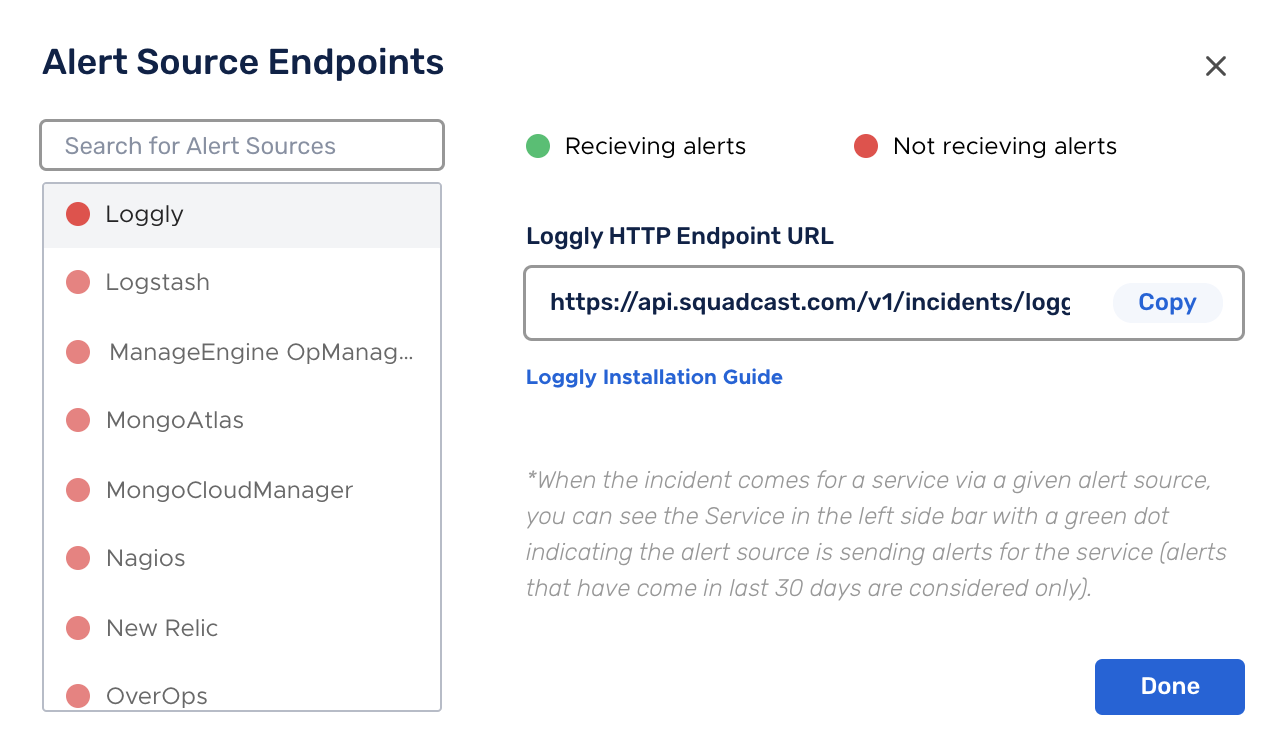 Alert Source Endpoints
Search for Alert Sources
Loggly
Logstash
ManageEngine OpManag...
MongoAtlas
MongoCloudManager
Nagios
New Relic
OverOps
Recieving alerts
Not recieving alerts
Loggly HTTP Endpoint URL
https://api.squadcast.com/v1/incidents/logg
Copy
Loggly Installation Guide
*When the incident comes for a service via a given alert source,
you can see the Service in the left side bar with a green dot
indicating the alert source is sending alerts for the service (alerts
that have come in last 30 days are considered only).
Done